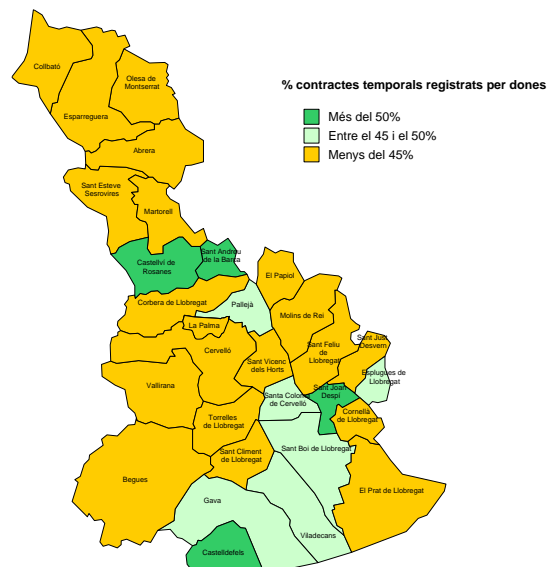 % contractes temporals registrats per dones
Més del 50%
Entre el 45 i el 50%
Menys del 45%
Collbató
Olesa de
Montserrat
Esparreguera
Abrera
Sant Esteve
Sesrovires
Martorell
Castellví de
Rosanes
Sant Andreu
de la Barca
El Papiol
Corbera de Llobregat
Pallejà
Molins de Rei
La Palma
Cervelló
Sant Vicenc
dels Horts
Sant Feliu
de
Llobregat
Sant Just
Desvern
Esplugues de
Llobregat
Vallirana
Santa Coloma
de Cervelló
Sant Joan
Despí
Torrelles
de Llobregat
Cornellà
de Llobregat
Sant Climent
de Llobregat
Sant Boi de Llobregat
Begues
El Prat de Llobregat
Gava
Viladecans
Castelldefels